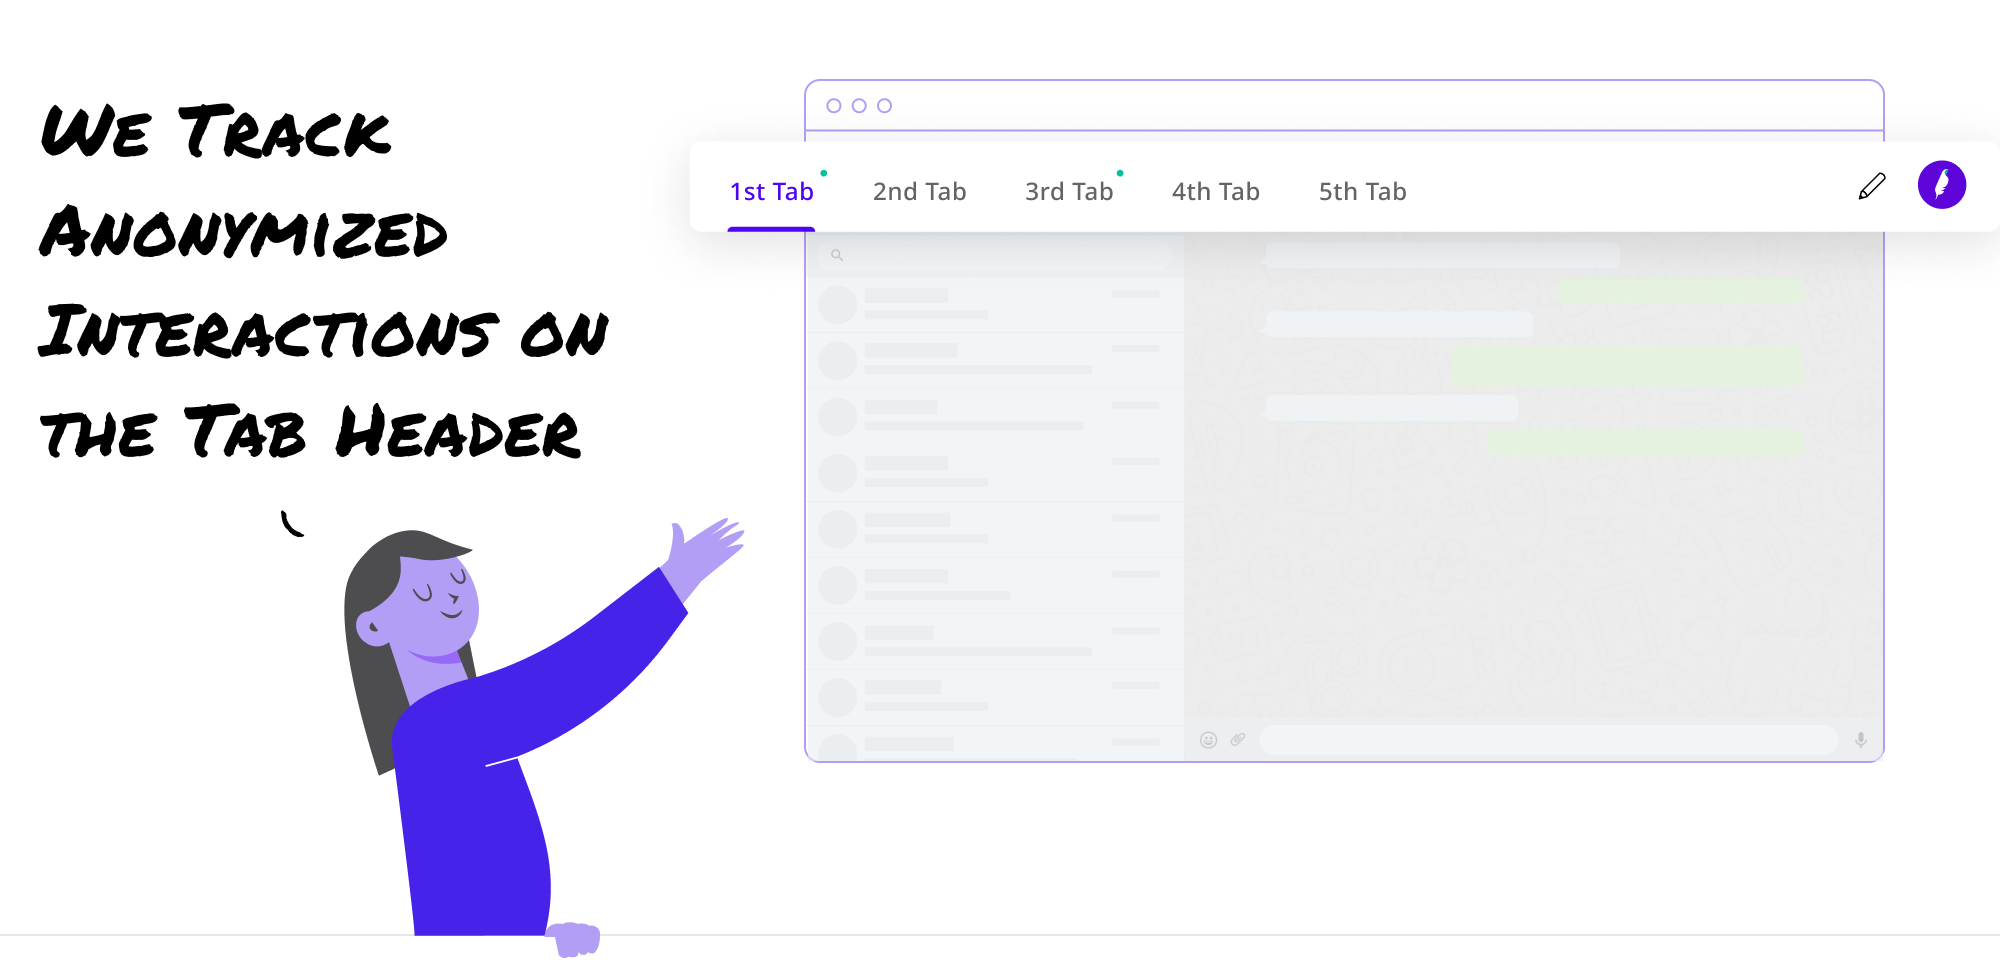 We Track
Anonymized
Interactions on
the Tab Header
1st Tab 2nd Tab 3rd Tab 4th Tab 5th Tab